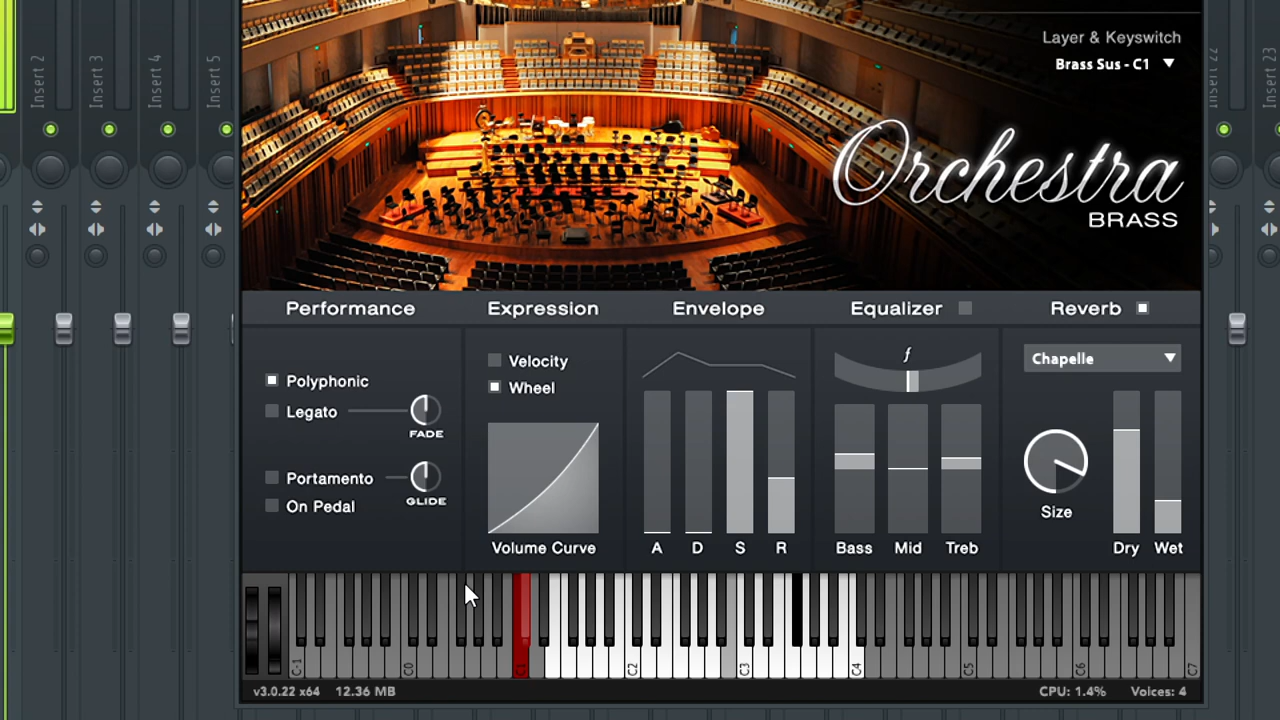 Insert 2
Insert 3
Insert 4
Insert 5
Insert 23
Layer & Keyswitch
Brass Sus - C1
Orchestra
BRASS
Performance
Expression
Envelope
Equalizer
Reverb
Polyphonic
Legato
FADE
Portamento
On Pedal
GLIDE
Velocity
Wheel
Volume Curve
A D S R
f
Bass Mid Treb
Chapelle
Size
Dry Wet
C-1 C0 C1 C2 C3 C4 C5 C6 C7
v3.0.22 x64 12.36 MB
CPU: 1.4% Voices: 4